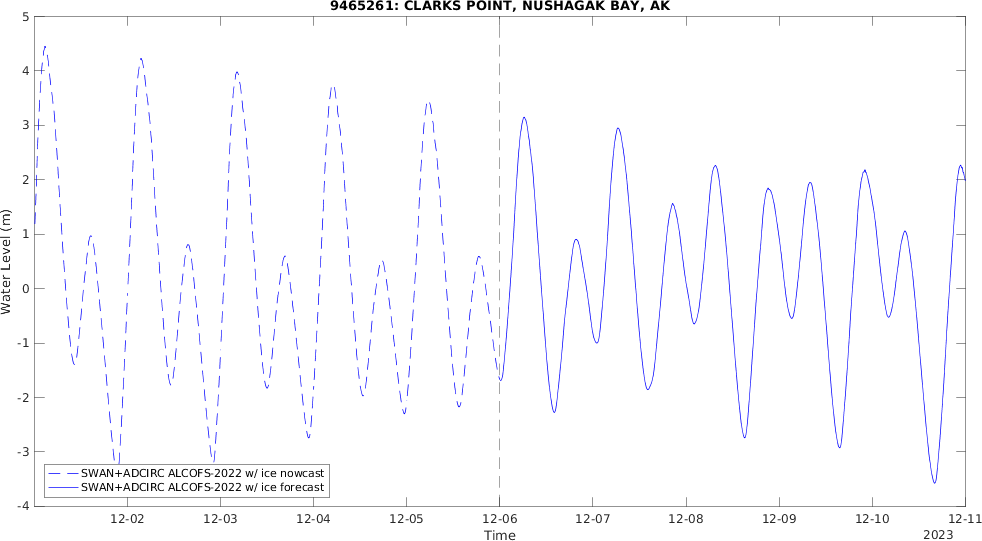 9465261: CLARKS POINT, NUSHAGAK BAY, AK
5
4
3
2
1
0
-1
-2
-3
-4
Water Level (m)
SWAN+ADCIRC ALCOFS-2022 w/ ice nowcast
SWAN+ADCIRC ALCOFS-2022 w/ ice forecast
12-02 12-03 12-04 12-05 12-06 12-07 12-08 12-09 12-10 12-11
Time
2023